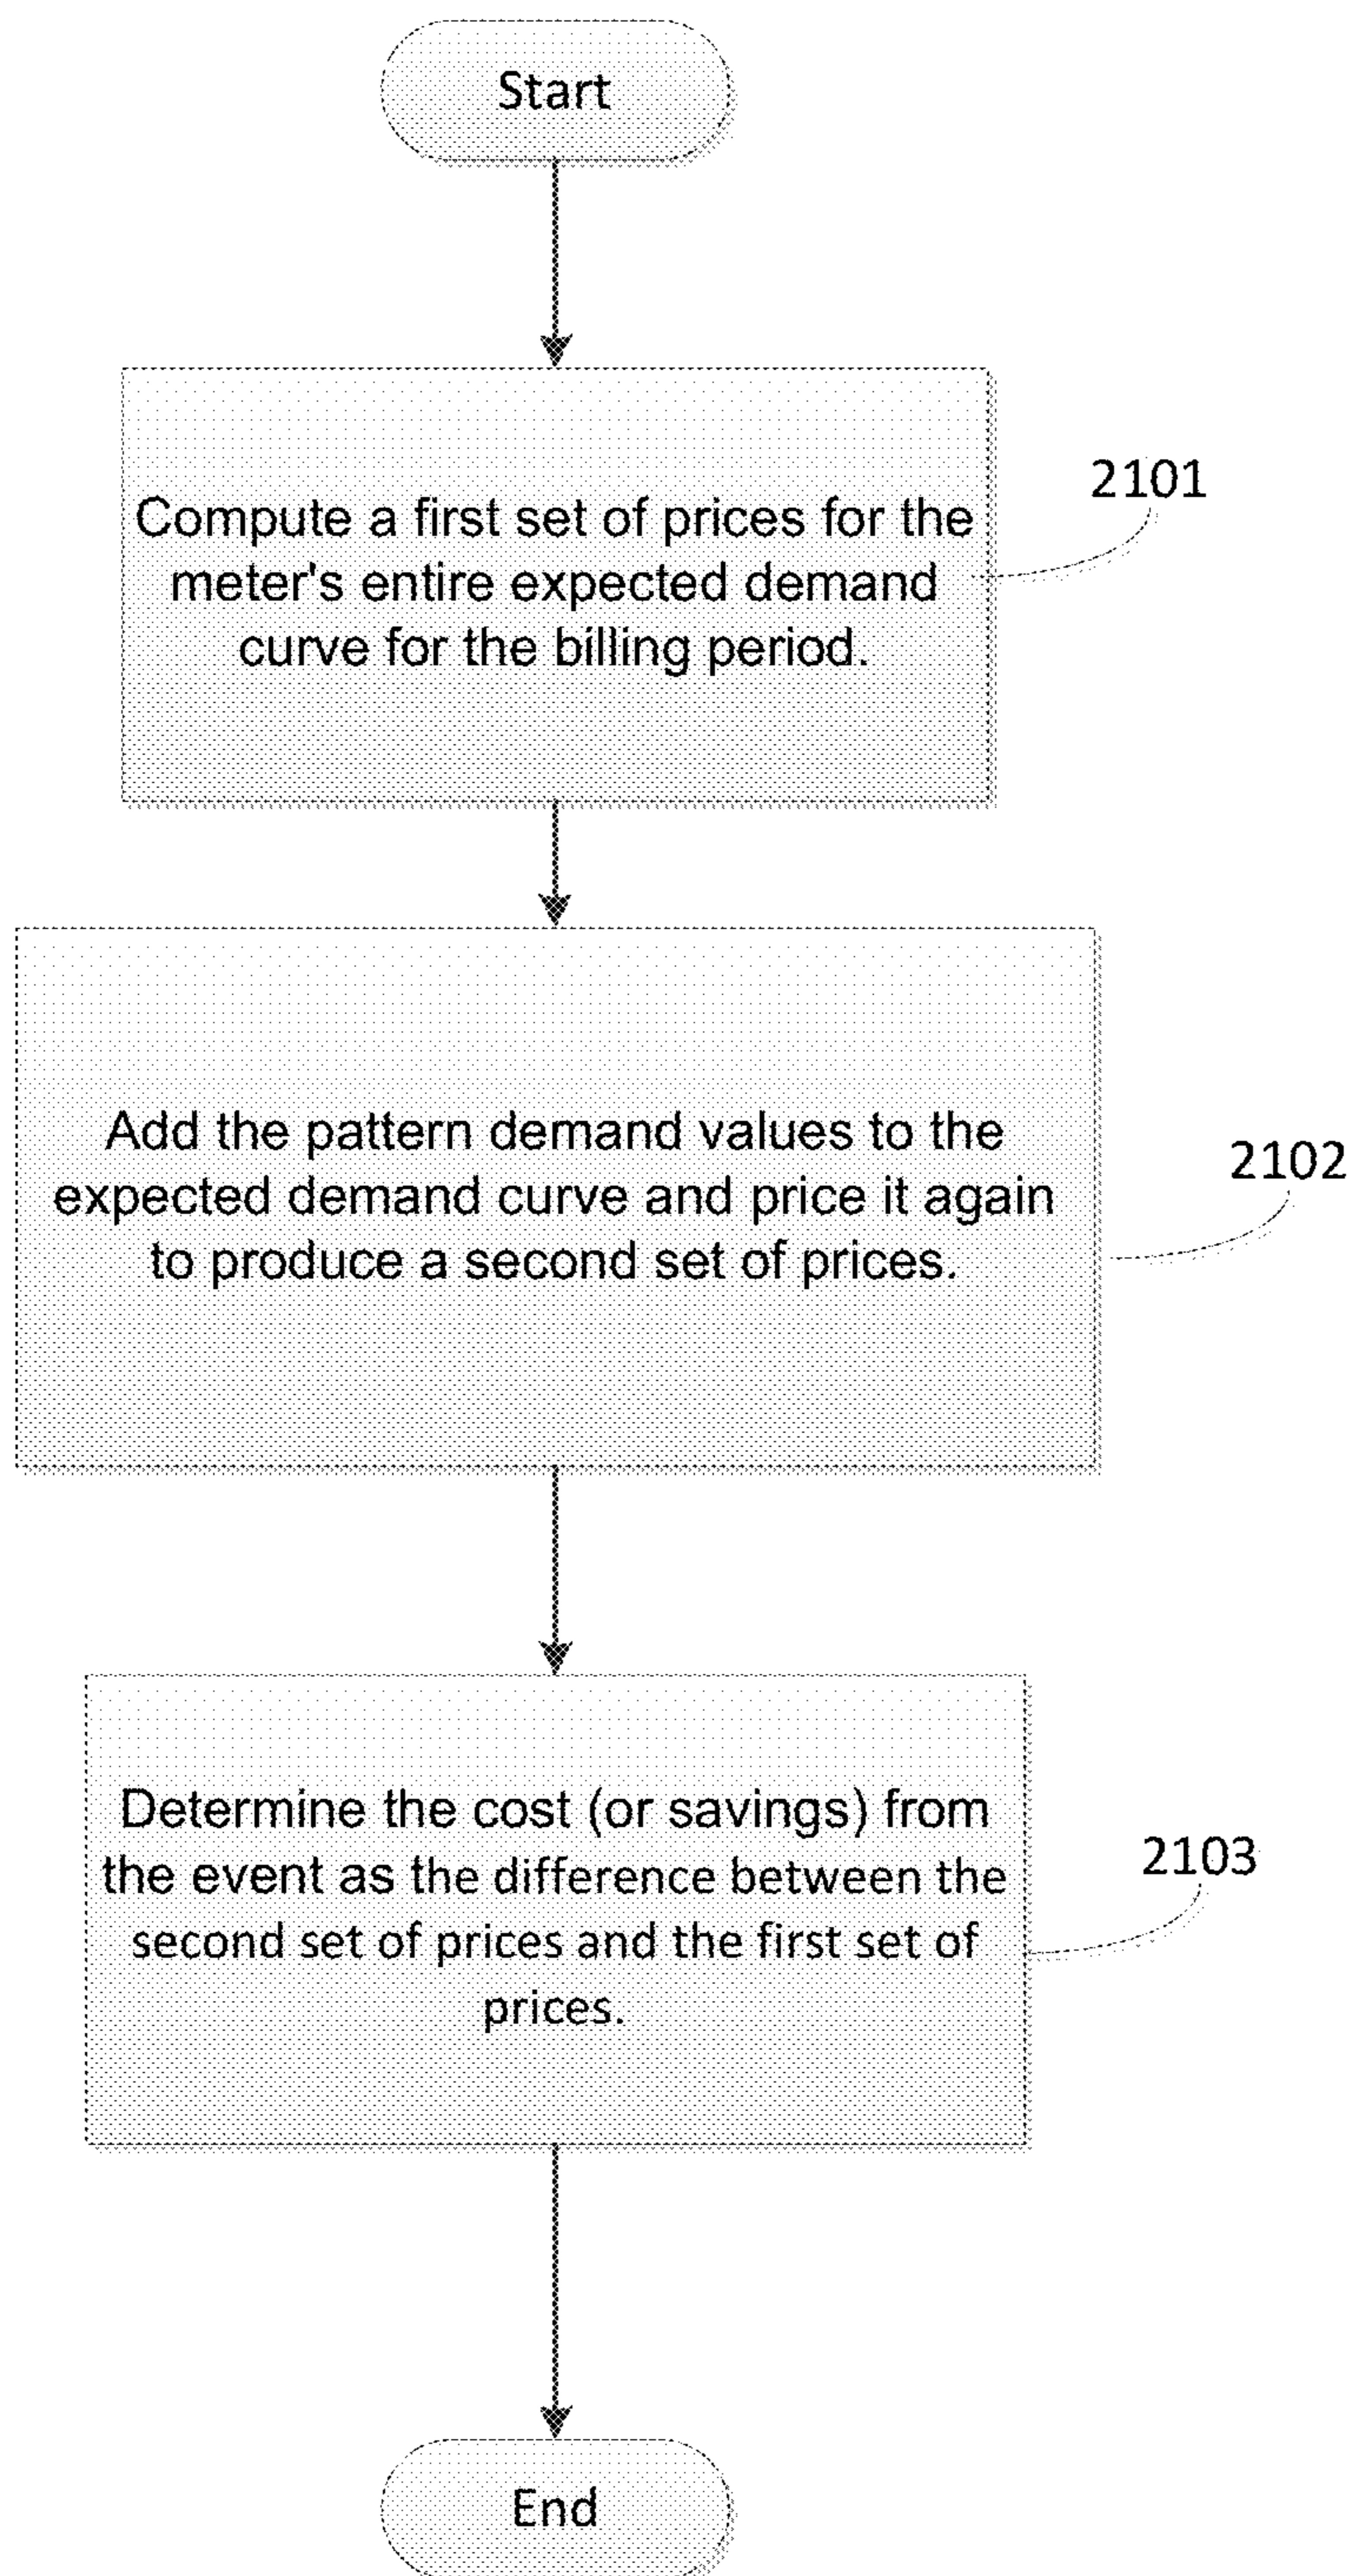 Start
Compute a first set of prices for the
meter's entire expected demand
curve for the billing period.
2101
Add the pattern demand values to the
expected demand curve and price it again
to produce a second set of prices.
2102
Determine the cost (or savings) from
the event as the difference between the
second set of prices and the first set of
prices.
2103
End